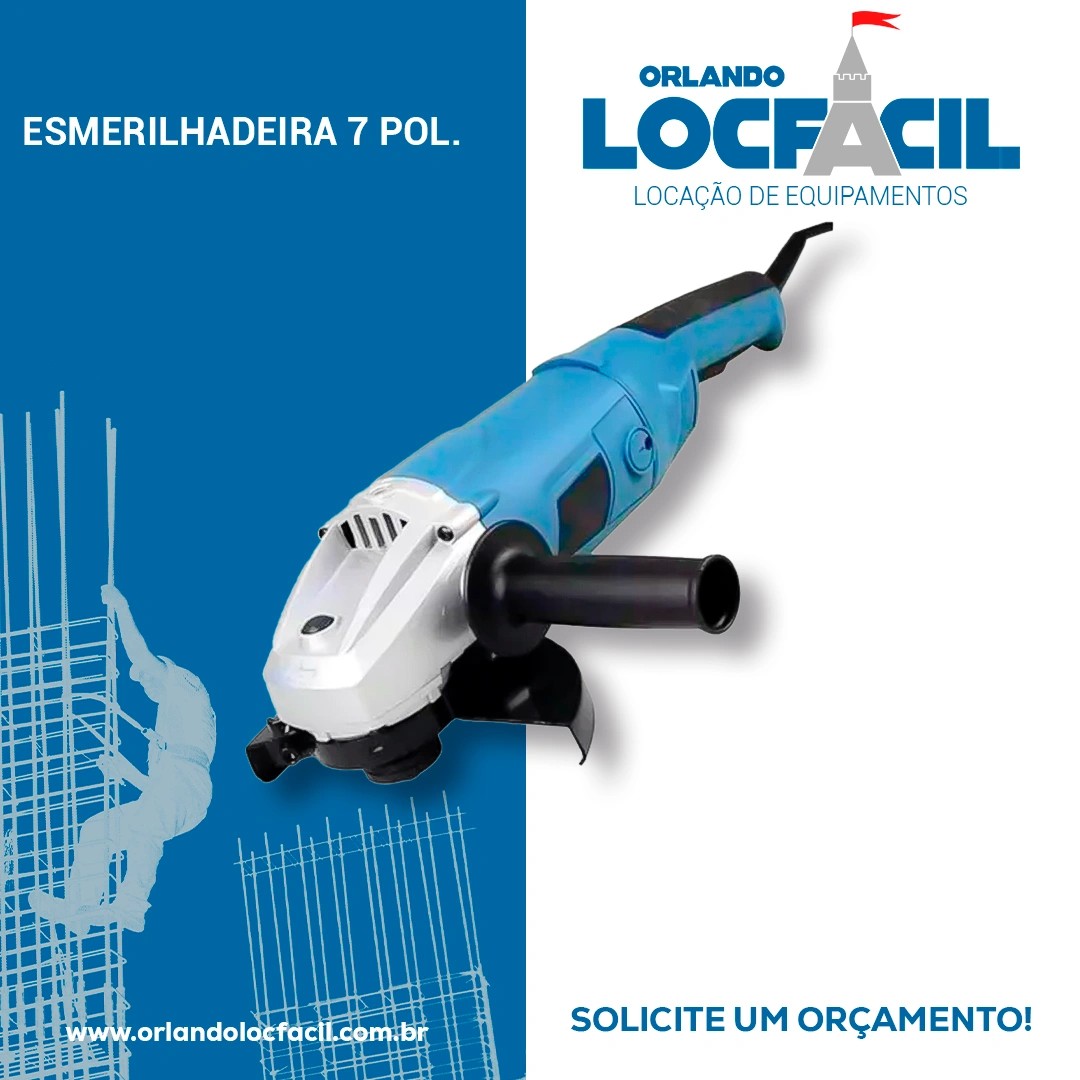 ESMERILHADEIRA 7 POL.
ORLANDO
LOCFACIL
LOCAÇÃO DE EQUIPAMENTOS
www.orlandolocfacil.com.br
SOLICITE UM ORÇAMENTO!